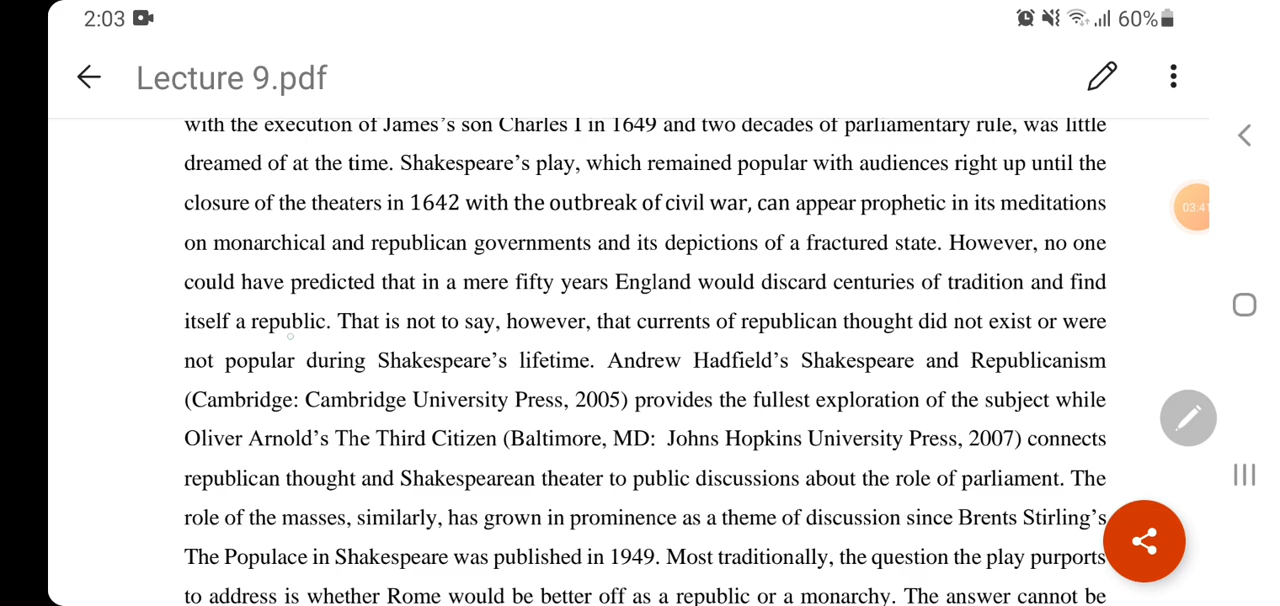 2:03 60%
Lecture 9.pdf
with the execution of James's son Charles I in 1649 and two decades of parliamentary rule, was little
dreamed of at the time. Shakespeare's play, which remained popular with audiences right up until the
closure of the theaters in 1642 with the outbreak of civil war, can appear prophetic in its meditations
03:41
on monarchical and republican governments and its depictions of a fractured state. However, no one
could have predicted that in a mere fifty years England would discard centuries of tradition and find
itself a republic. That is not to say, however, that currents of republican thought did not exist or were
not popular during Shakespeare's lifetime. Andrew Hadfield's Shakespeare and Republicanism
(Cambridge: Cambridge University Press, 2005) provides the fullest exploration of the subject while
Oliver Arnold's The Third Citizen (Baltimore, MD: Johns Hopkins University Press, 2007) connects
republican thought and Shakespearean theater to public discussions about the role of parliament. The
role of the masses, similarly, has grown in prominence as a theme of discussion since Brents Stirling's
The Populace in Shakespeare was published in 1949. Most traditionally, the question the play purports
to address is whether Rome would be better off as a republic or a monarchy. The answer cannot be